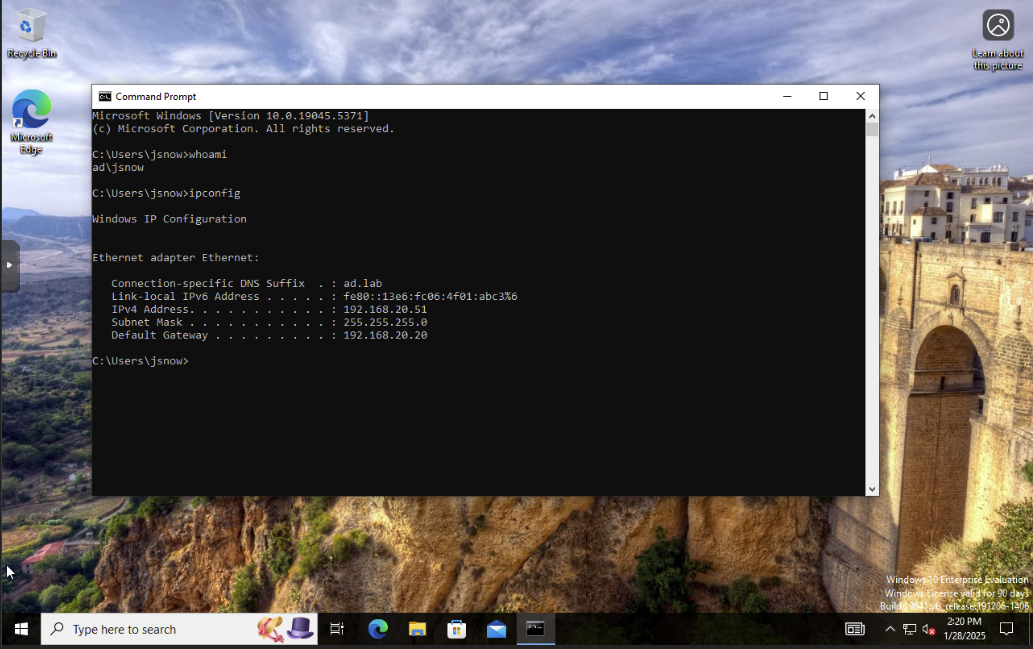 Recycle Bin
Microsoft
Edge
Learn about
this picture
Command Prompt
Microsoft Windows [Version 10.0.19045.5371]
(c) Microsoft Corporation. All rights reserved.
C:\Users\jsnow>whoami
ad\jsnow
C:\Users\jsnow>ipconfig
Windows IP Configuration
Ethernet adapter Ethernet:
Connection-specific DNS Suffix  . : ad.lab
Link-local IPv6 Address . . . . . : fe80::13e6:fc06:4f01:abc3%6
IPv4 Address. . . . . . . . . . . : 192.168.20.51
Subnet Mask . . . . . . . . . . . : 255.255.255.0
Default Gateway . . . . . . . . . : 192.168.20.20
C:\Users\jsnow>
Windows 10 Enterprise Evaluation
Windows License valid for 90 days
Build 19041.vb_release.191206-1406
Type here to search
2:20 PM
1/28/2025